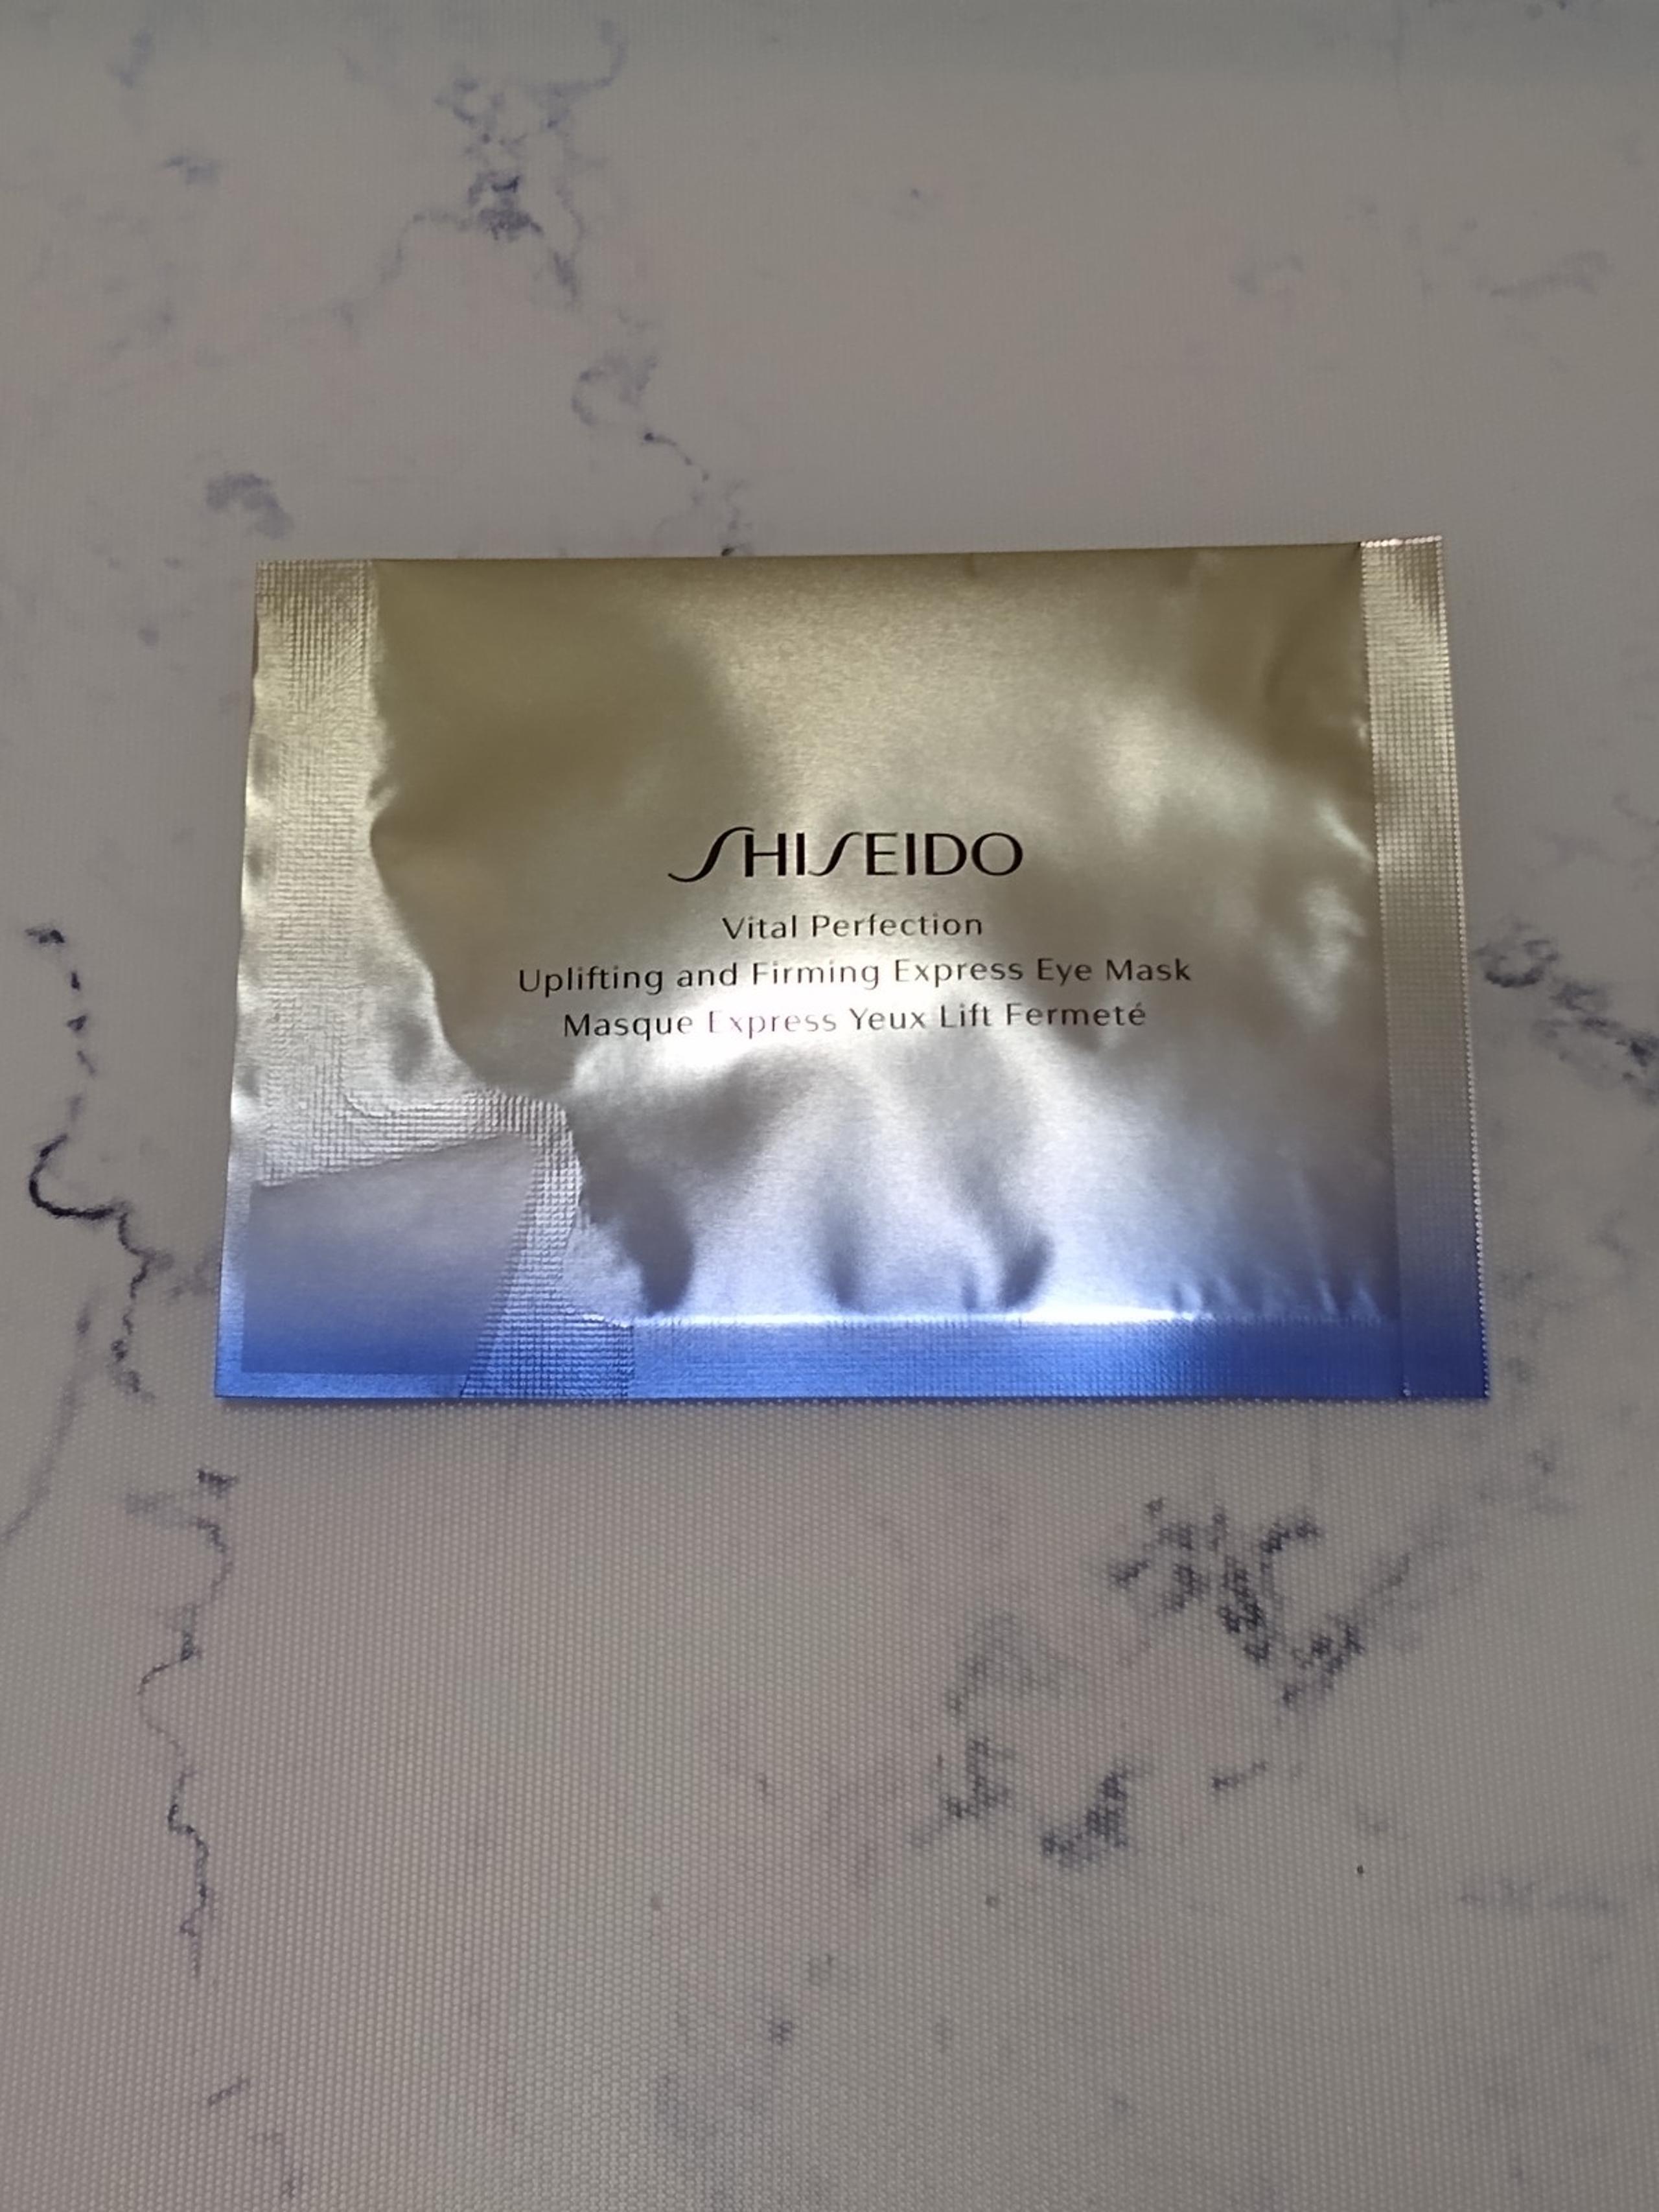 SHISEIDO
Vital Perfection
Uplifting and Firming Express Eye Mask
Masque Express Yeux Lift Fermeté